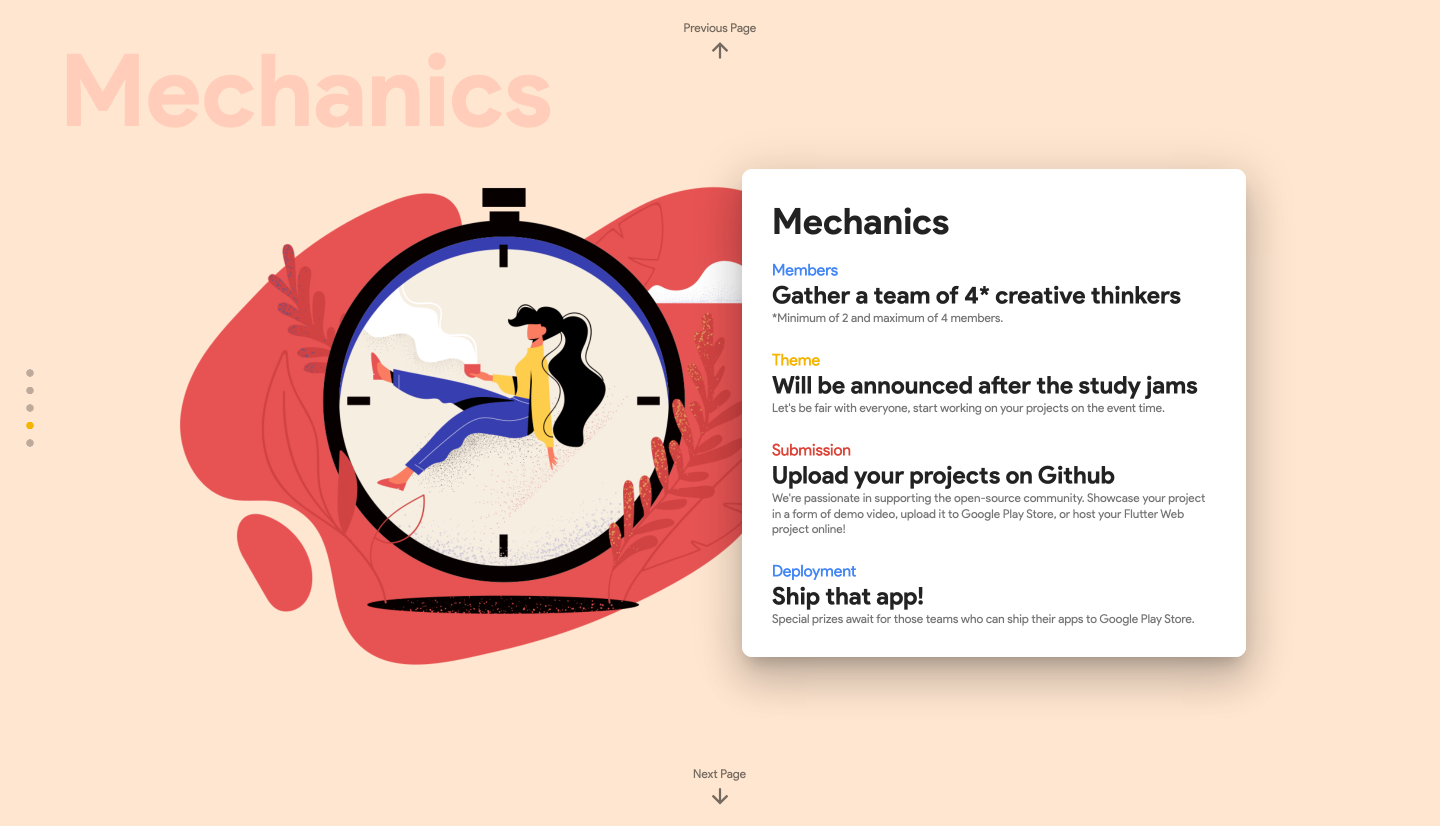 Previous Page
Mechanics
Mechanics
Members
Gather a team of 4* creative thinkers
*Minimum of 2 and maximum of 4 members.
Theme
Will be announced after the study jams
Let's be fair with everyone, start working on your projects on the event time.
Submission
Upload your projects on Github
We're passionate in supporting the open-source community. Showcase your project
in a form of demo video, upload it to Google Play Store, or host your Flutter Web
project online!
Deployment
Ship that app!
Special prizes await for those teams who can ship their apps to Google Play Store.
Next Page